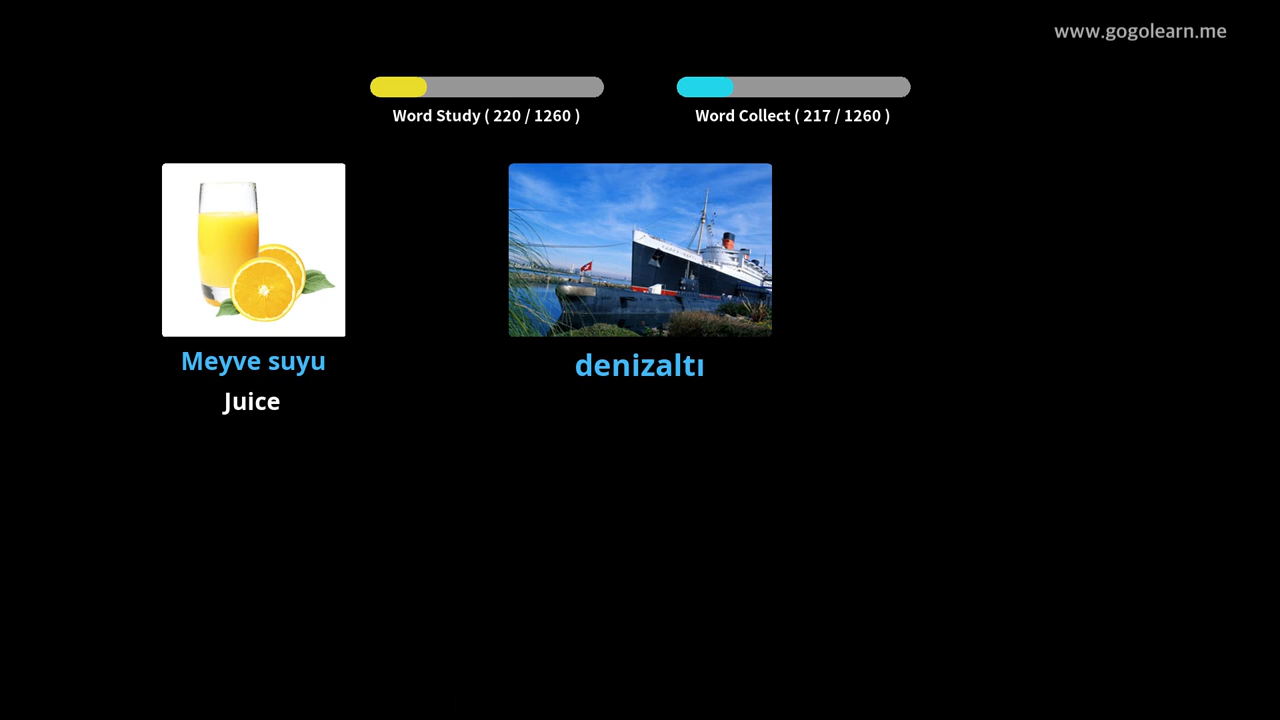 www.gogolearn.me
Word Study ( 220 / 1260 )
Word Collect ( 217 / 1260 )
Meyve suyu
Juice
denizaltı